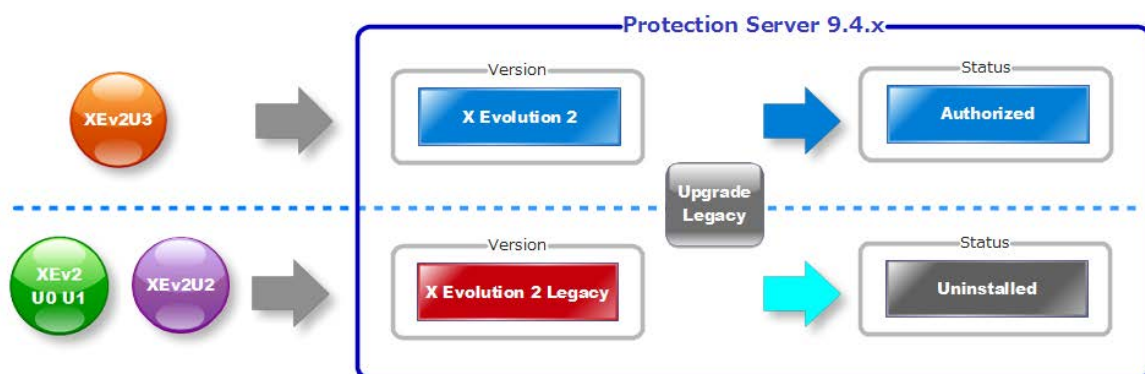 Protection Server 9.4.x
XEv2U3
Version
X Evolution 2
Status
Authorized
Upgrade
Legacy
XEv2
U0 U1
XEv2U2
Version
X Evolution 2 Legacy
Status
Uninstalled